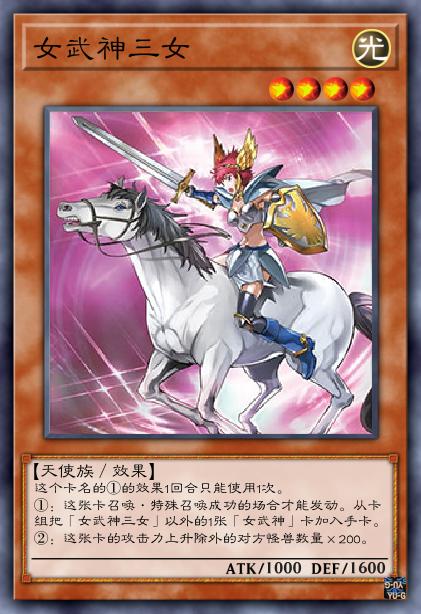 女武神三女
光
【天使族／效果】
这个卡名的①的效果1回合只能使用1次。
①：这张卡召唤·特殊召唤成功的场合才能发动。从卡
组把「女武神三女」以外的1张「女武神」卡加入手卡。
②：这张卡的攻击力上升除外的对方怪兽数量×200。
ATK/1000 DEF/1600